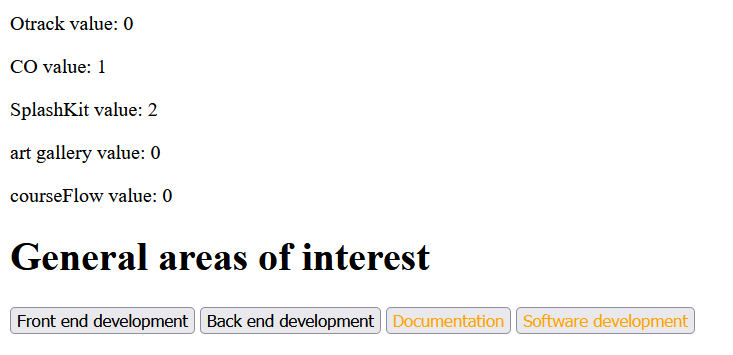 Otrack value: 0
CO value: 1
SplashKit value: 2
art gallery value: 0
courseFlow value: 0
General areas of interest
Front end development Back end development Documentation Software development